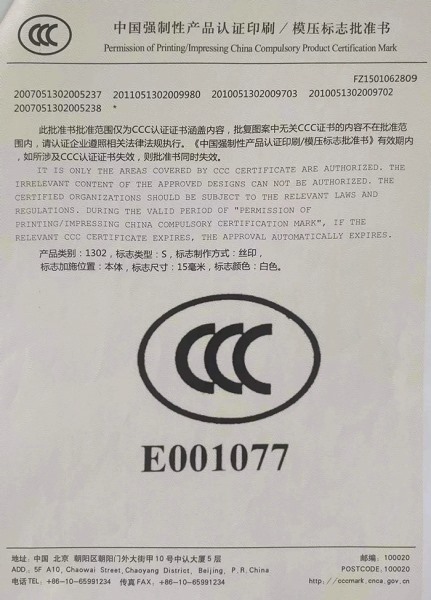 CCC
中国强制性产品认证印刷/模压标志批准书
Permission of Printing/Impressing China Compulsory Product Certification Mark
FZ1501062809
2007051302005237 2011051302009980 2010051302009703 2010051302009702
2007051302005238 *
此批准书批准范围仅为CCC认证证书涵盖内容，批复图案中无关CCC证书的内容不在批准范
围内，请认证企业遵照相关法律法规执行。《中国强制性产品认证印刷/模压标志批准书》有效期内
，如所涉及CCC认证证书失效，则批准书同时失效。
IT IS ONLY THE AREAS COVERED BY CCC CERTIFICATE ARE AUTHORIZED. THE
IRRELEVANT CONTENT OF THE APPROVED DESIGNS CAN NOT BE AUTHORIZED. THE
CERTIFIED ORGANIZATIONS SHOULD BE SUBJECT TO THE RELEVANT LAWS AND
REGULATIONS. DURING THE VALID PERIOD OF "PERMISSION OF
PRINTING/IMPRESSING CHINA COMPULSORY CERTIFICATION MARK", IF THE
RELEVANT CCC CERTIFICATE EXPIRES, THE APPROVAL AUTOMATICALLY EXPIRES.
产品类别：1302，标志类型：S，标志制作方式：丝印，
标志加施位置：本体，标志尺寸：15毫米，标志颜色：白色。
CCC
E001077
地址：中国 北京 朝阳区朝阳门外大街甲10号中认大厦5层 邮编：100020
ADD.: 5F A10, Chaowai Street, Chaoyang District, Beijing, P.R.China POSTCODE: 100020
电话TEL: +86-10-65991234 传真FAX: +86-10-65991234 http://cccmark.cnca.gov.cn